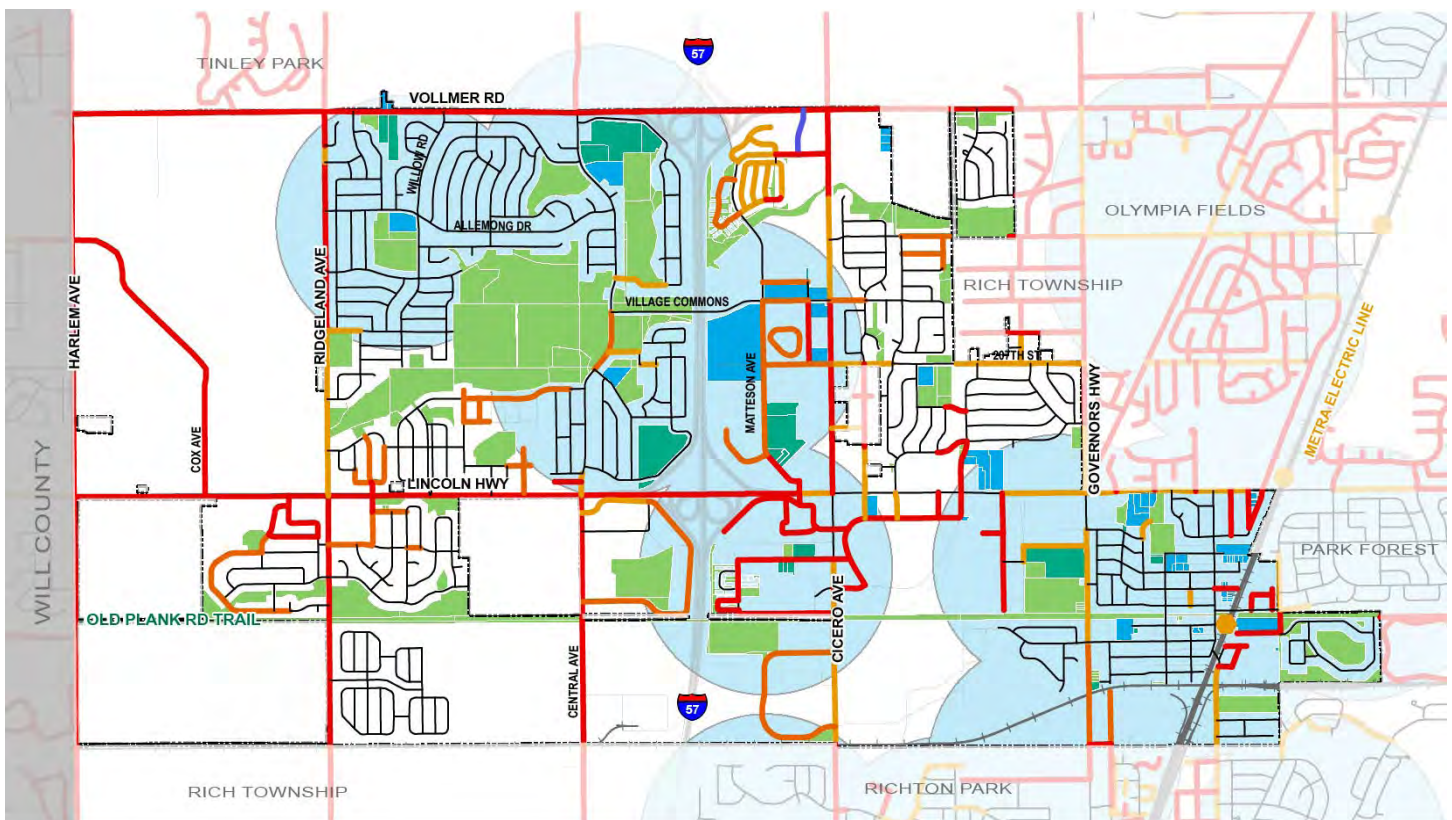 57
TINLEY PARK
VOLLMER RD
WILLOW RD
ALLEMONG DR
OLYMPIA FIELDS
HARLEM AVE
RIDGELAND AVE
RICH TOWNSHIP
VILLAGE COMMONS
METRA ELECTRIC LINE
207TH ST
MATTESON AVE
GOVERNORS HWY
COX AVE
LINCOLN HWY
WILL COUNTY
PARK FOREST
OLD PLANK RD TRAIL
CICERO AVE
CENTRAL AVE
57
RICH TOWNSHIP
RICHTON PARK